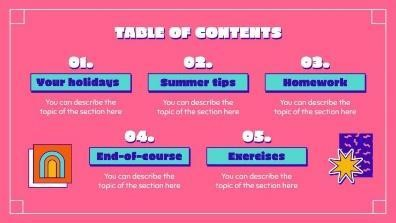 TABLE OF CONTENTS
01.
02.
03.
Your holidays
Summer tips
Homework
You can describe the
topic of the section here
You can describe the
topic of the section here
You can describe the
topic of the section here
04.
05.
End-of-course
Exercises
You can describe the
topic of the section here
You can describe the
topic of the section here